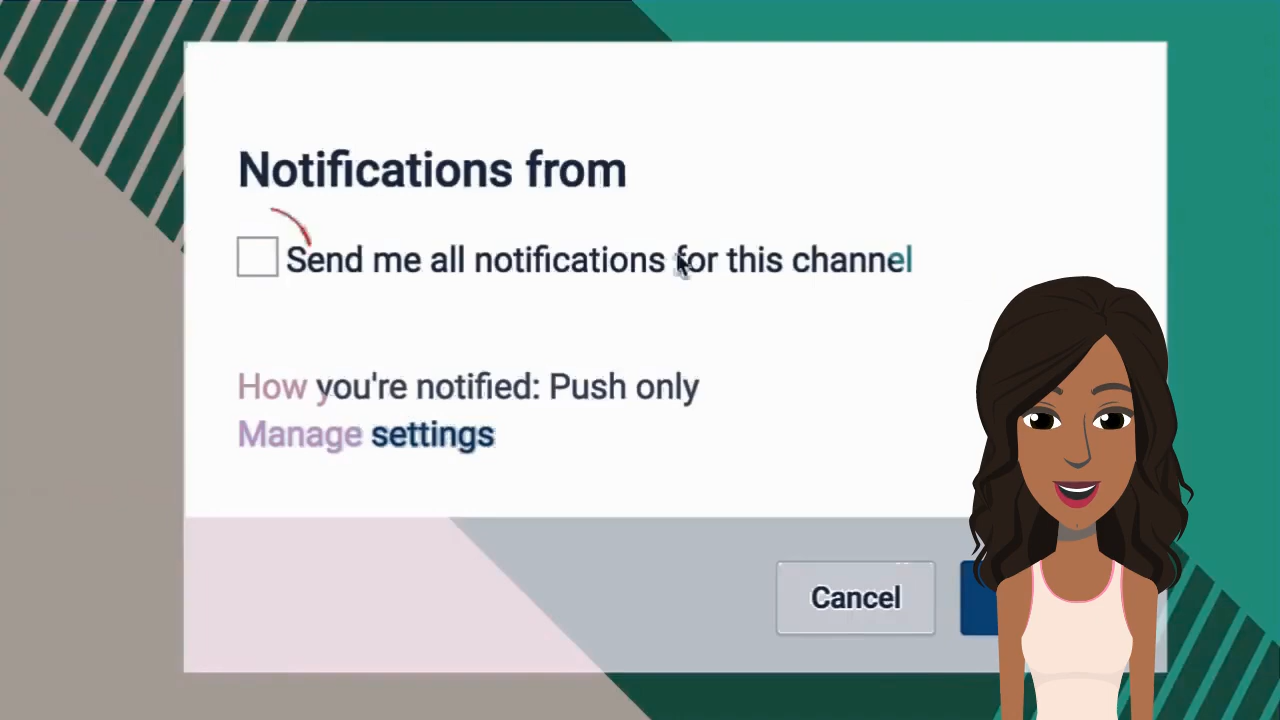 Notifications from
Send me all notifications for this channel
How you're notified: Push only
Manage settings
Cancel